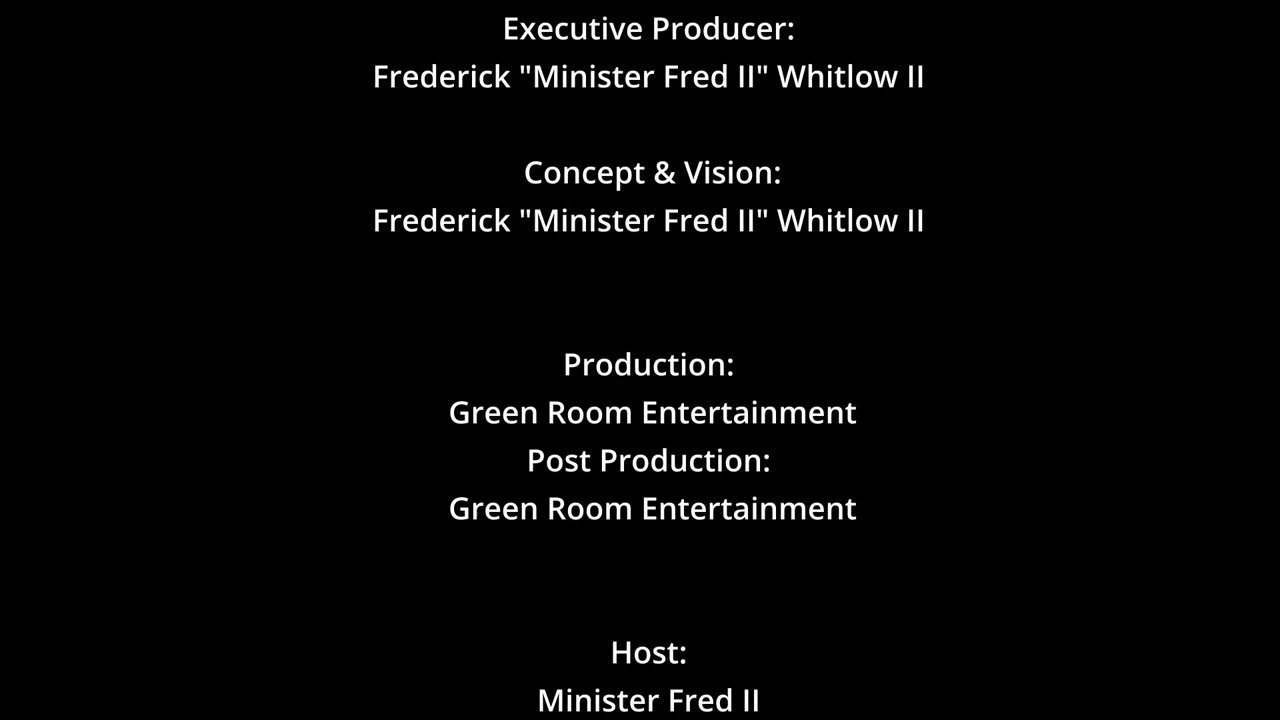 Executive Producer:
Frederick "Minister Fred II" Whitlow II
Concept & Vision:
Frederick "Minister Fred II" Whitlow II
Production:
Green Room Entertainment
Post Production:
Green Room Entertainment
Host:
Minister Fred II